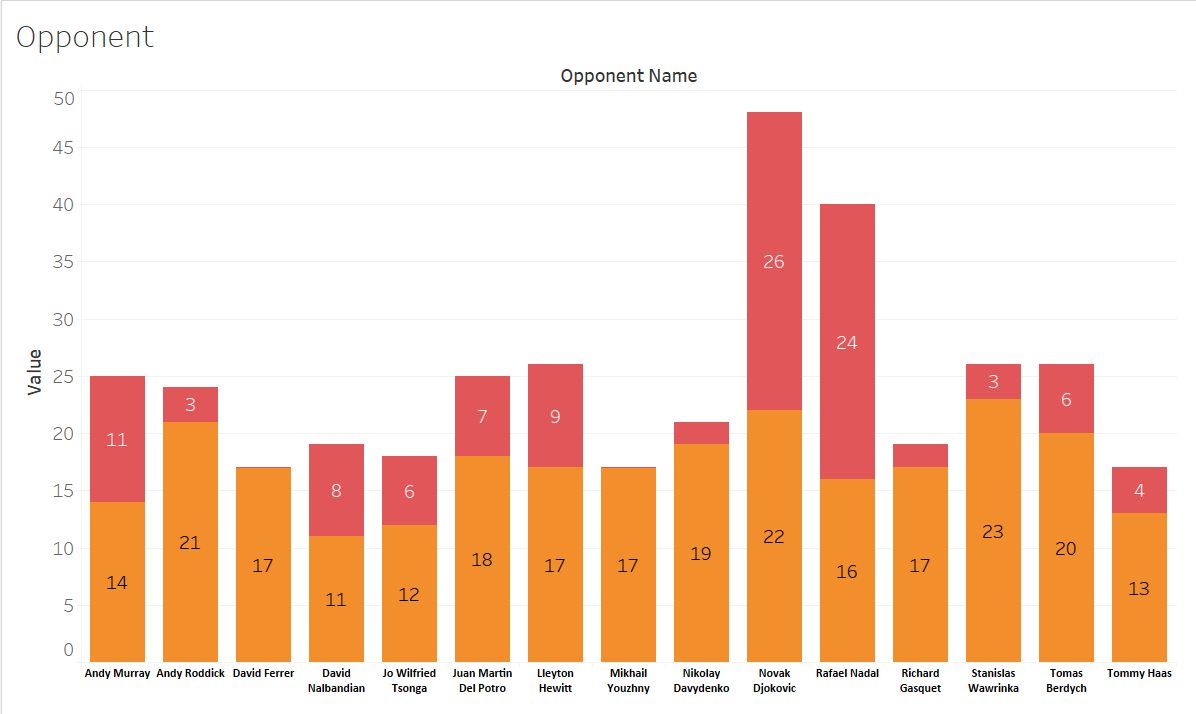 Opponent
Opponent Name
Value
50
45
40
35
30
25
20
15
10
5
0
11
14
3
21
17
8
11
6
12
7
18
9
17
17
19
26
22
24
16
17
3
23
6
20
4
13
Andy Murray
Andy Roddick
David Ferrer
David
Nalbandian
Jo Wilfried
Tsonga
Juan Martin
Del Potro
Lleyton
Hewitt
Mikhail
Youzhny
Nikolay
Davydenko
Novak
Djokovic
Rafael Nadal
Richard
Gasquet
Stanislas
Wawrinka
Tomas
Berdych
Tommy Haas